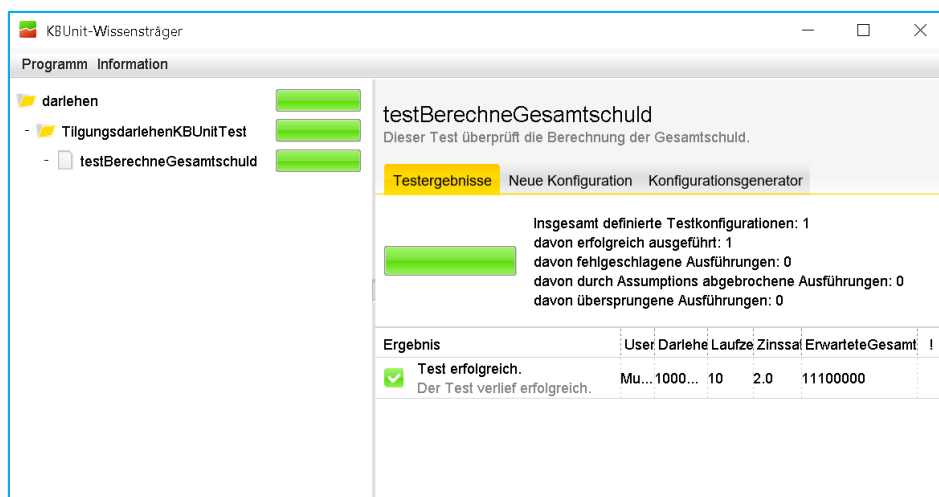 KBUnit-Wissensträger
Programm Information
darlehen
- TilgungsdarlehenKBUnitTest
- testBerechneGesamtschuld
testBerechneGesamtschuld
Dieser Test überprüft die Berechnung der Gesamtschuld.
Testergebnisse Neue Konfiguration Konfigurationsgenerator
Insgesamt definierte Testkonfigurationen: 1
davon erfolgreich ausgeführt: 1
davon fehlgeschlagene Ausführungen: 0
davon durch Assumptions abgebrochene Ausführungen: 0
davon übersprungene Ausführungen: 0
Ergebnis User Darlehe Laufze Zinssa ErwarteteGesamt !
Test erfolgreich.
Der Test verlief erfolgreich.
Mu... 1000... 10 2.0 11100000